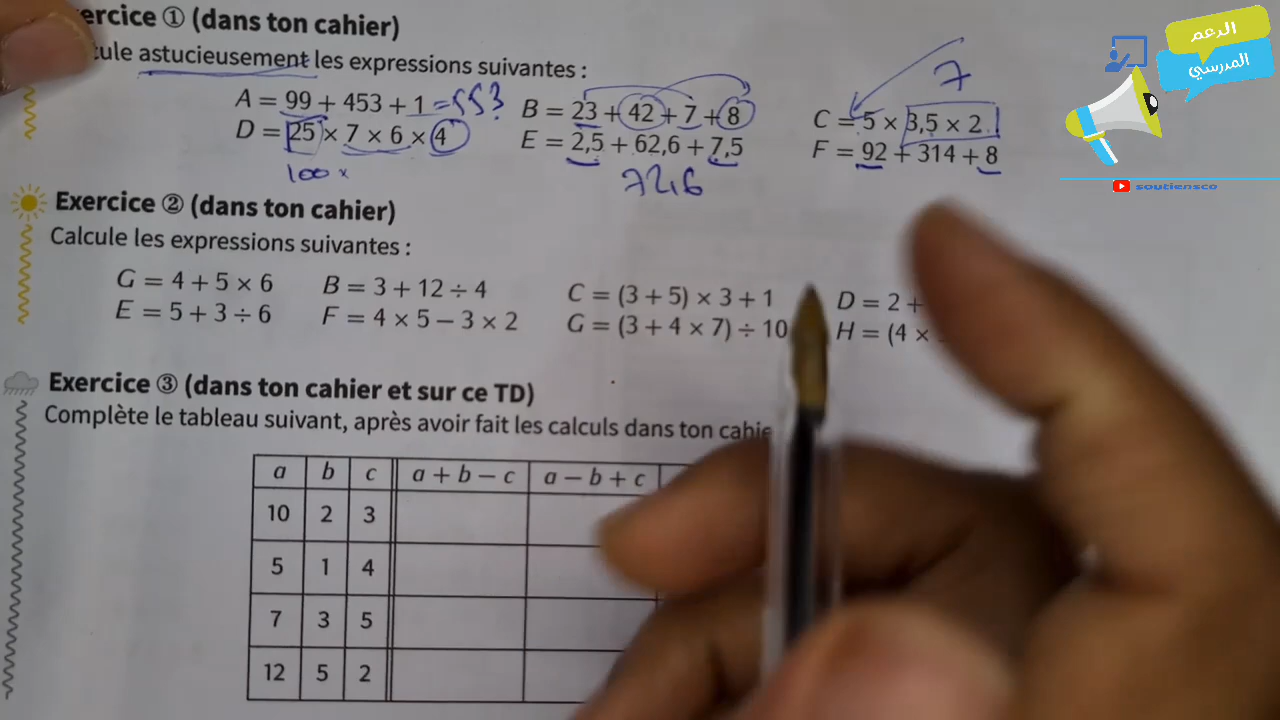 ercice ① (dans ton cahier)
cule astucieusement les expressions suivantes :
A = 99 + 453 + 1 = 553
B = 23 + 42 + 7 + 8
C = 5 × 3,5 × 2
7
D = 25 × 7 × 6 × 4
E = 2,5 + 62,6 + 7,5
F = 92 + 314 + 8
100 ×
72,6
Exercice ② (dans ton cahier)
Calcule les expressions suivantes :
G = 4 + 5 × 6
B = 3 + 12 ÷ 4
C = (3 + 5) × 3 + 1
D = 2 +
E = 5 + 3 ÷ 6
F = 4 × 5 − 3 × 2
G = (3 + 4 × 7) ÷ 10
H = (4 ×
Exercice ③ (dans ton cahier et sur ce TD)
Complète le tableau suivant, après avoir fait les calculs dans ton cahie
a b c a + b − c a − b + c
10 2 3
5 1 4
7 3 5
12 5 2
الدعم
المدرسي
soutiensco